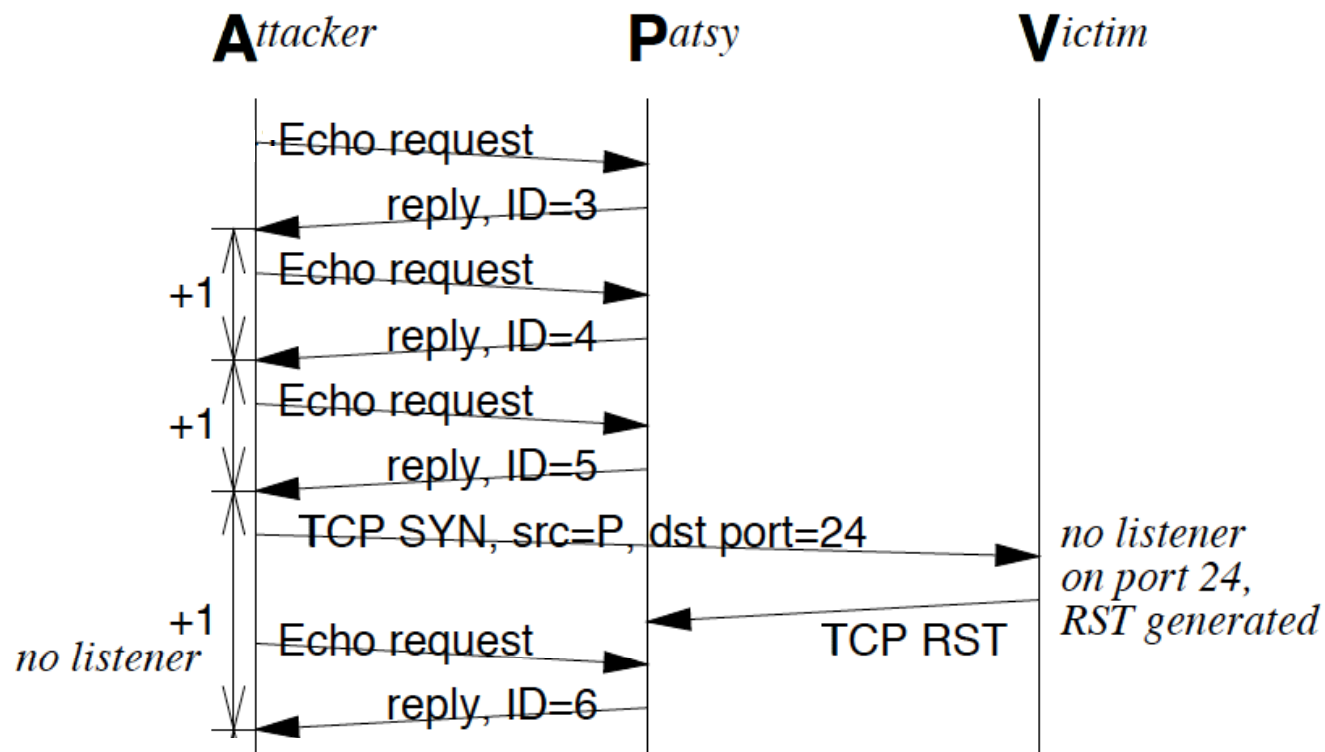 Attacker Patsy Victim
Echo request
reply, ID=3
Echo request
+1
reply, ID=4
Echo request
+1
reply, ID=5
TCP SYN, src=P, dst port=24
no listener
on port 24,
RST generated
+1
no listener
TCP RST
Echo request
reply, ID=6